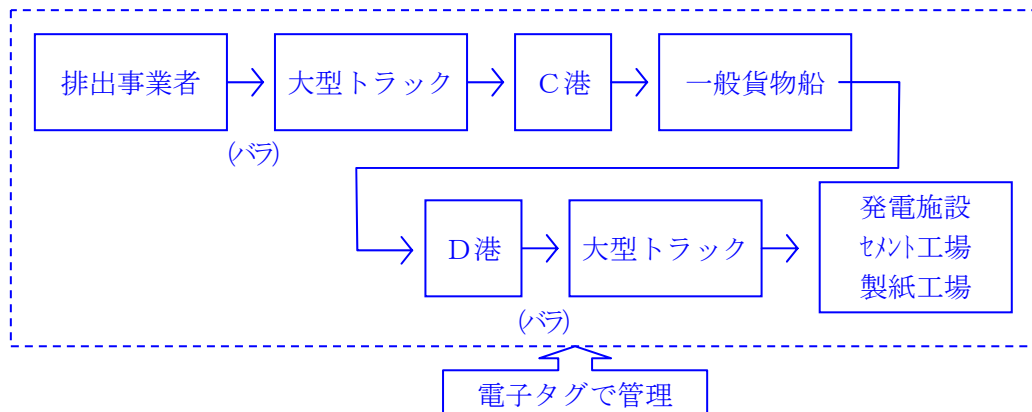 排出事業者
大型トラック
Ｃ港
一般貨物船
(バラ)
Ｄ港
大型トラック
発電施設
ｾﾒﾝﾄ工場
製紙工場
(バラ)
電子タグで管理